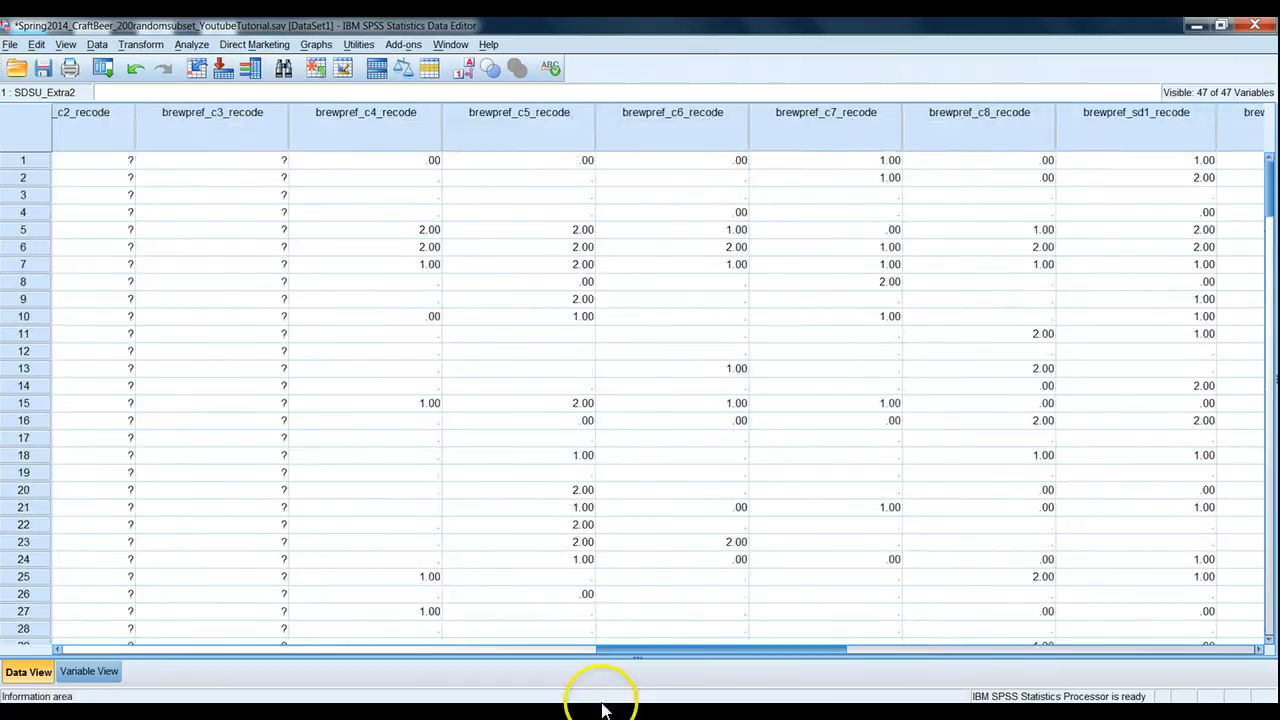 *Spring2014_CraftBeer_200randomsubset_YoutubeTutorial.sav [DataSet1] - IBM SPSS Statistics Data Editor
File Edit View Data Transform Analyze Direct Marketing Graphs Utilities Add-ons Window Help
1 : SDSU_Extra2 Visible: 47 of 47 Variables
_c2_recode brewpref_c3_recode brewpref_c4_recode brewpref_c5_recode brewpref_c6_recode brewpref_c7_recode brewpref_c8_recode brewpref_sd1_recode brew
1 ? ? .00 .00 .00 1.00 .00 1.00
2 ? ? . . . 1.00 .00 2.00
3 ? ? . . . . . .
4 ? ? . . .00 . . .00
5 ? ? 2.00 2.00 1.00 .00 1.00 2.00
6 ? ? 2.00 2.00 2.00 1.00 2.00 2.00
7 ? ? 1.00 2.00 1.00 1.00 1.00 1.00
8 ? ? . .00 . 2.00 . .00
9 ? ? . 2.00 . . . 1.00
10 ? ? .00 1.00 . 1.00 . 1.00
11 ? ? . . . . 2.00 1.00
12 ? ? . . . . . .
13 ? ? . . 1.00 . 2.00 .
14 ? ? . . . . .00 2.00
15 ? ? 1.00 2.00 1.00 1.00 .00 .00
16 ? ? . .00 .00 .00 2.00 2.00
17 ? ? . . . . . .
18 ? ? . 1.00 . . 1.00 1.00
19 ? ? . . . . . .
20 ? ? . 2.00 . . .00 .00
21 ? ? . 1.00 .00 1.00 .00 1.00
22 ? ? . 2.00 . . . .
23 ? ? . 2.00 2.00 . . .
24 ? ? . 1.00 .00 .00 .00 1.00
25 ? ? 1.00 . . . 2.00 1.00
26 ? ? . .00 . . . .
27 ? ? 1.00 . . . .00 .00
28 ? ? . . . . . .
Data View Variable View
Information area IBM SPSS Statistics Processor is ready